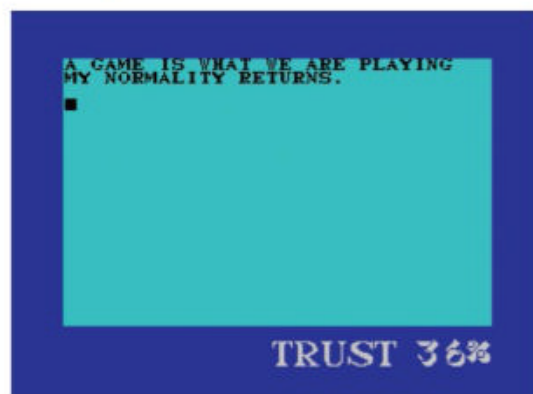 A GAME IS WHAT WE ARE PLAYING
MY NORMALITY RETURNS.
TRUST 36%